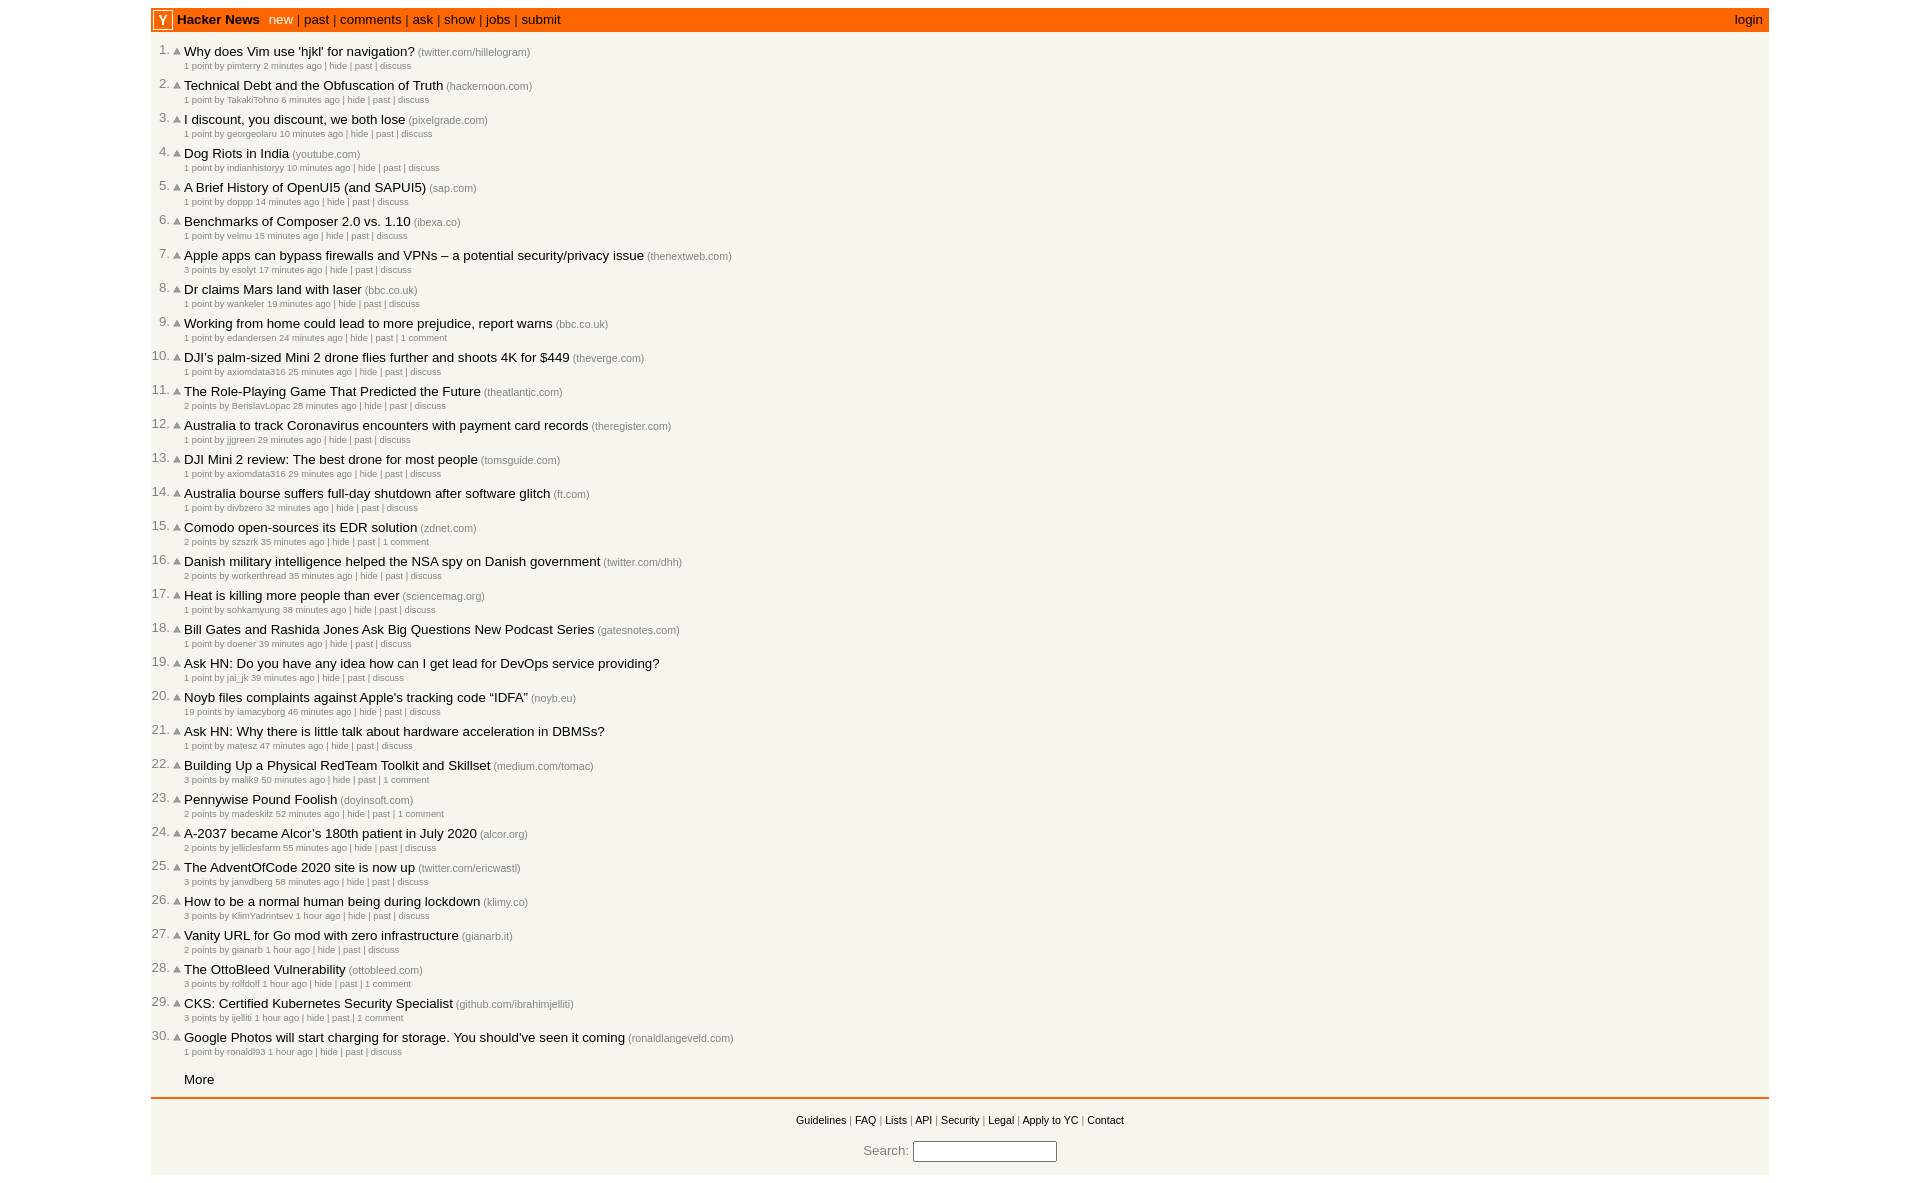 Y Hacker News new | past | comments | ask | show | jobs | submit login
1. Why does Vim use 'hjkl' for navigation? (twitter.com/hillelogram)
1 point by pimterry 2 minutes ago | hide | past | discuss
2. Technical Debt and the Obfuscation of Truth (hackernoon.com)
1 point by TakakiTohno 6 minutes ago | hide | past | discuss
3. I discount, you discount, we both lose (pixelgrade.com)
1 point by georgeolaru 10 minutes ago | hide | past | discuss
4. Dog Riots in India (youtube.com)
1 point by indianhistoryy 10 minutes ago | hide | past | discuss
5. A Brief History of OpenUI5 (and SAPUI5) (sap.com)
1 point by doppp 14 minutes ago | hide | past | discuss
6. Benchmarks of Composer 2.0 vs. 1.10 (ibexa.co)
1 point by velmu 15 minutes ago | hide | past | discuss
7. Apple apps can bypass firewalls and VPNs – a potential security/privacy issue (thenextweb.com)
3 points by esolyt 17 minutes ago | hide | past | discuss
8. Dr claims Mars land with laser (bbc.co.uk)
1 point by wankeler 19 minutes ago | hide | past | discuss
9. Working from home could lead to more prejudice, report warns (bbc.co.uk)
1 point by edandersen 24 minutes ago | hide | past | 1 comment
10. DJI’s palm-sized Mini 2 drone flies further and shoots 4K for $449 (theverge.com)
1 point by axiomdata316 25 minutes ago | hide | past | discuss
11. The Role-Playing Game That Predicted the Future (theatlantic.com)
2 points by BerislavLopac 28 minutes ago | hide | past | discuss
12. Australia to track Coronavirus encounters with payment card records (theregister.com)
1 point by jjgreen 29 minutes ago | hide | past | discuss
13. DJI Mini 2 review: The best drone for most people (tomsguide.com)
1 point by axiomdata316 29 minutes ago | hide | past | discuss
14. Australia bourse suffers full-day shutdown after software glitch (ft.com)
1 point by divbzero 32 minutes ago | hide | past | discuss
15. Comodo open-sources its EDR solution (zdnet.com)
2 points by szszrk 35 minutes ago | hide | past | 1 comment
16. Danish military intelligence helped the NSA spy on Danish government (twitter.com/dhh)
2 points by workerthread 35 minutes ago | hide | past | discuss
17. Heat is killing more people than ever (sciencemag.org)
1 point by sohkamyung 38 minutes ago | hide | past | discuss
18. Bill Gates and Rashida Jones Ask Big Questions New Podcast Series (gatesnotes.com)
1 point by doener 39 minutes ago | hide | past | discuss
19. Ask HN: Do you have any idea how can I get lead for DevOps service providing?
1 point by jai_jk 39 minutes ago | hide | past | discuss
20. Noyb files complaints against Apple's tracking code “IDFA” (noyb.eu)
19 points by iamacyborg 46 minutes ago | hide | past | discuss
21. Ask HN: Why there is little talk about hardware acceleration in DBMSs?
1 point by matesz 47 minutes ago | hide | past | discuss
22. Building Up a Physical RedTeam Toolkit and Skillset (medium.com/tomac)
3 points by malik9 50 minutes ago | hide | past | 1 comment
23. Pennywise Pound Foolish (doyinsoft.com)
2 points by madeskilz 52 minutes ago | hide | past | 1 comment
24. A-2037 became Alcor’s 180th patient in July 2020 (alcor.org)
2 points by jelliclesfarm 55 minutes ago | hide | past | discuss
25. The AdventOfCode 2020 site is now up (twitter.com/ericwastl)
3 points by janvdberg 58 minutes ago | hide | past | discuss
26. How to be a normal human being during lockdown (klimy.co)
3 points by KlimYadrintsev 1 hour ago | hide | past | discuss
27. Vanity URL for Go mod with zero infrastructure (gianarb.it)
2 points by gianarb 1 hour ago | hide | past | discuss
28. The OttoBleed Vulnerability (ottobleed.com)
3 points by rolfdolf 1 hour ago | hide | past | 1 comment
29. CKS: Certified Kubernetes Security Specialist (github.com/ibrahimjelliti)
3 points by ijelliti 1 hour ago | hide | past | 1 comment
30. Google Photos will start charging for storage. You should've seen it coming (ronaldlangeveld.com)
1 point by ronaldl93 1 hour ago | hide | past | discuss
More
Guidelines | FAQ | Lists | API | Security | Legal | Apply to YC | Contact
Search: